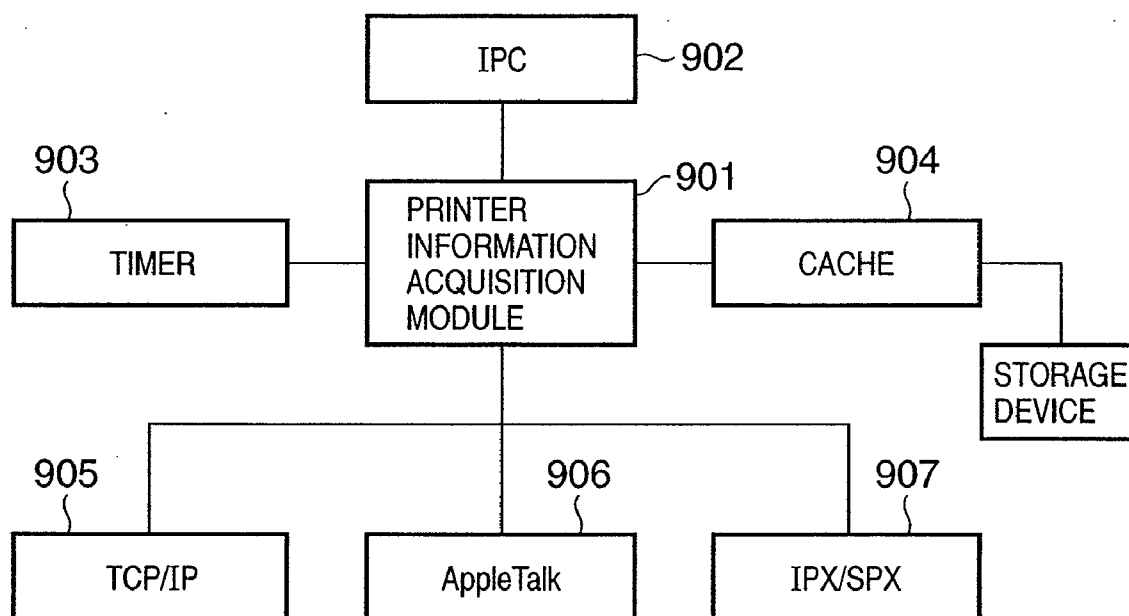 IPC
902
903
901
904
PRINTER
INFORMATION
ACQUISITION
MODULE
TIMER
CACHE
STORAGE
DEVICE
905
906
907
TCP/IP
AppleTalk
IPX/SPX